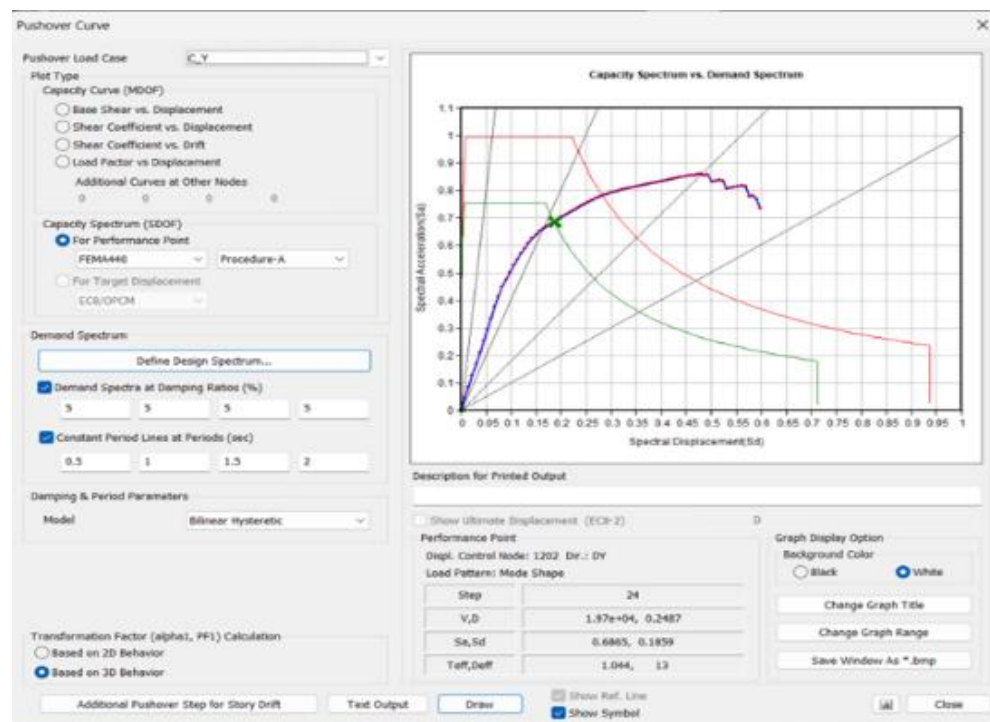 Pushover Curve
Pushover Load Case C_Y
Plot Type
Capacity Curve (MDOF)
Base Shear vs. Displacement
Shear Coefficient vs. Displacement
Shear Coefficient vs. Drift
Load Factor vs Displacement
Additional Curves at Other Nodes
0 0 0 0
Capacity Spectrum (SDOF)
For Performance Point
FEMA440 Procedure-A
For Target Displacement
EC8/OPCM
Demand Spectrum
Define Design Spectrum...
Demand Spectra at Damping Ratios (%)
5 5 5 5
Constant Period Lines at Periods (sec)
0.5 1 1.5 2
Damping & Period Parameters
Model Bilinear Hysteretic
Transformation Factor (alpha1, PF1) Calculation
Based on 2D Behavior
Based on 3D Behavior
Additional Pushover Step for Story Drift Text Output Draw
Show Ref. Line
Show Symbol
Close
Capacity Spectrum vs. Demand Spectrum
Spectral Acceleration(Sa)
1.1
1
0.9
0.8
0.7
0.6
0.5
0.4
0.3
0.2
0.1
0
0 0.05 0.1 0.15 0.2 0.25 0.3 0.35 0.4 0.45 0.5 0.55 0.6 0.65 0.7 0.75 0.8 0.85 0.9 0.95 1
Spectral Displacement(Sd)
Description for Printed Output
Show Ultimate Displacement (EC8-2) D
Performance Point
Displ. Control Node: 1202 Dir.: DY
Load Pattern: Mode Shape
Step 24
V,D 1.97e+04, 0.2487
Sa,Sd 0.6865, 0.1859
Teff,Deff 1.044, 13
Graph Display Option
Background Color
Black White
Change Graph Title
Change Graph Range
Save Window As *.bmp